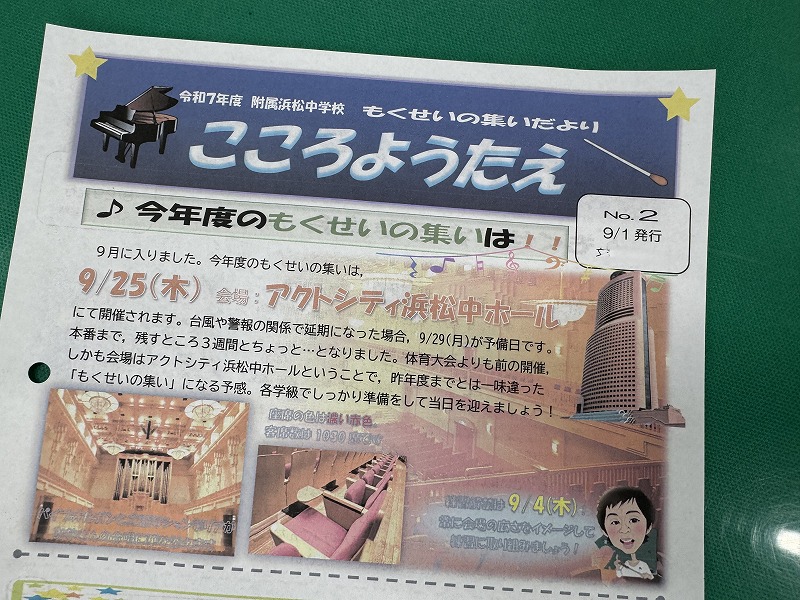 令和7年度 附属浜松中学校 もくせいの集いだより
こころようたえ
No. 2
9/1 発行
♪ 今年度のもくせいの集いは！！
9月に入りました。今年度のもくせいの集いは，
9/25(木) 会場：アクトシティ浜松中ホール
にて開催されます。台風や警報の関係で延期になった場合，9/29(月)が予備日です。
本番まで，残すところ3週間とちょっと…となりました。体育大会よりも前の開催，
しかも会場はアクトシティ浜松中ホールということで，昨年度までとは一味違った
「もくせいの集い」になる予感。各学級でしっかり準備をして当日を迎えましょう！
座席の色は濃い赤色
客席数は1030
9/4(木)
常に会場の広さをイメージして
練習に取り組みましょう！